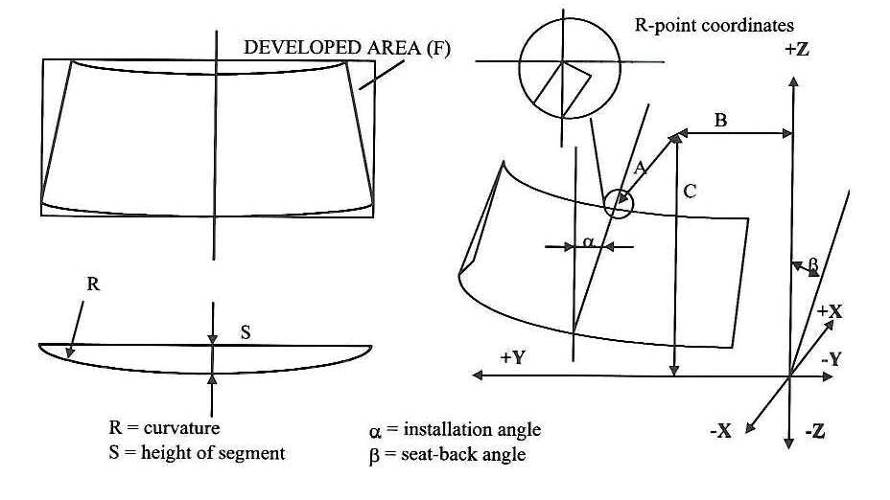 DEVELOPED AREA (F)
R-point coordinates
+Z
B
A
C
α
β
R
S
+X
+Y
-Y
-X
-Z
R = curvature
S = height of segment
α = installation angle
β = seat-back angle